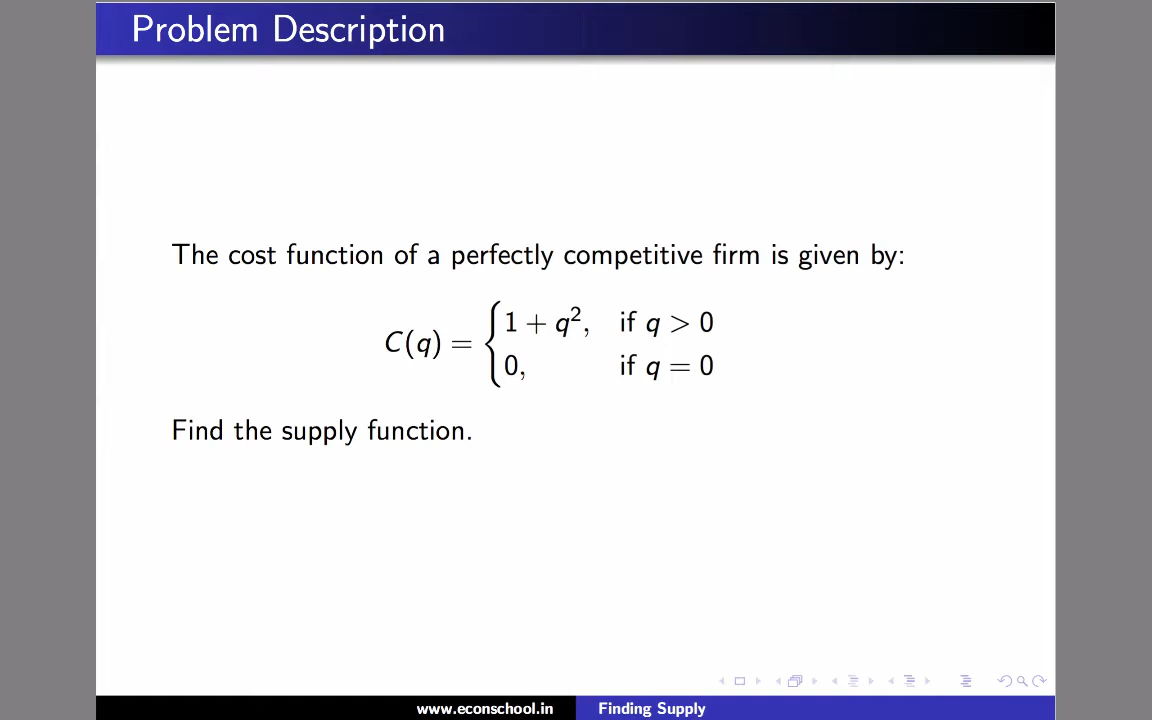 Problem Description
The cost function of a perfectly competitive firm is given by:
C(q) = { 1 + q², if q > 0
0, if q = 0
Find the supply function.
www.econschool.in Finding Supply